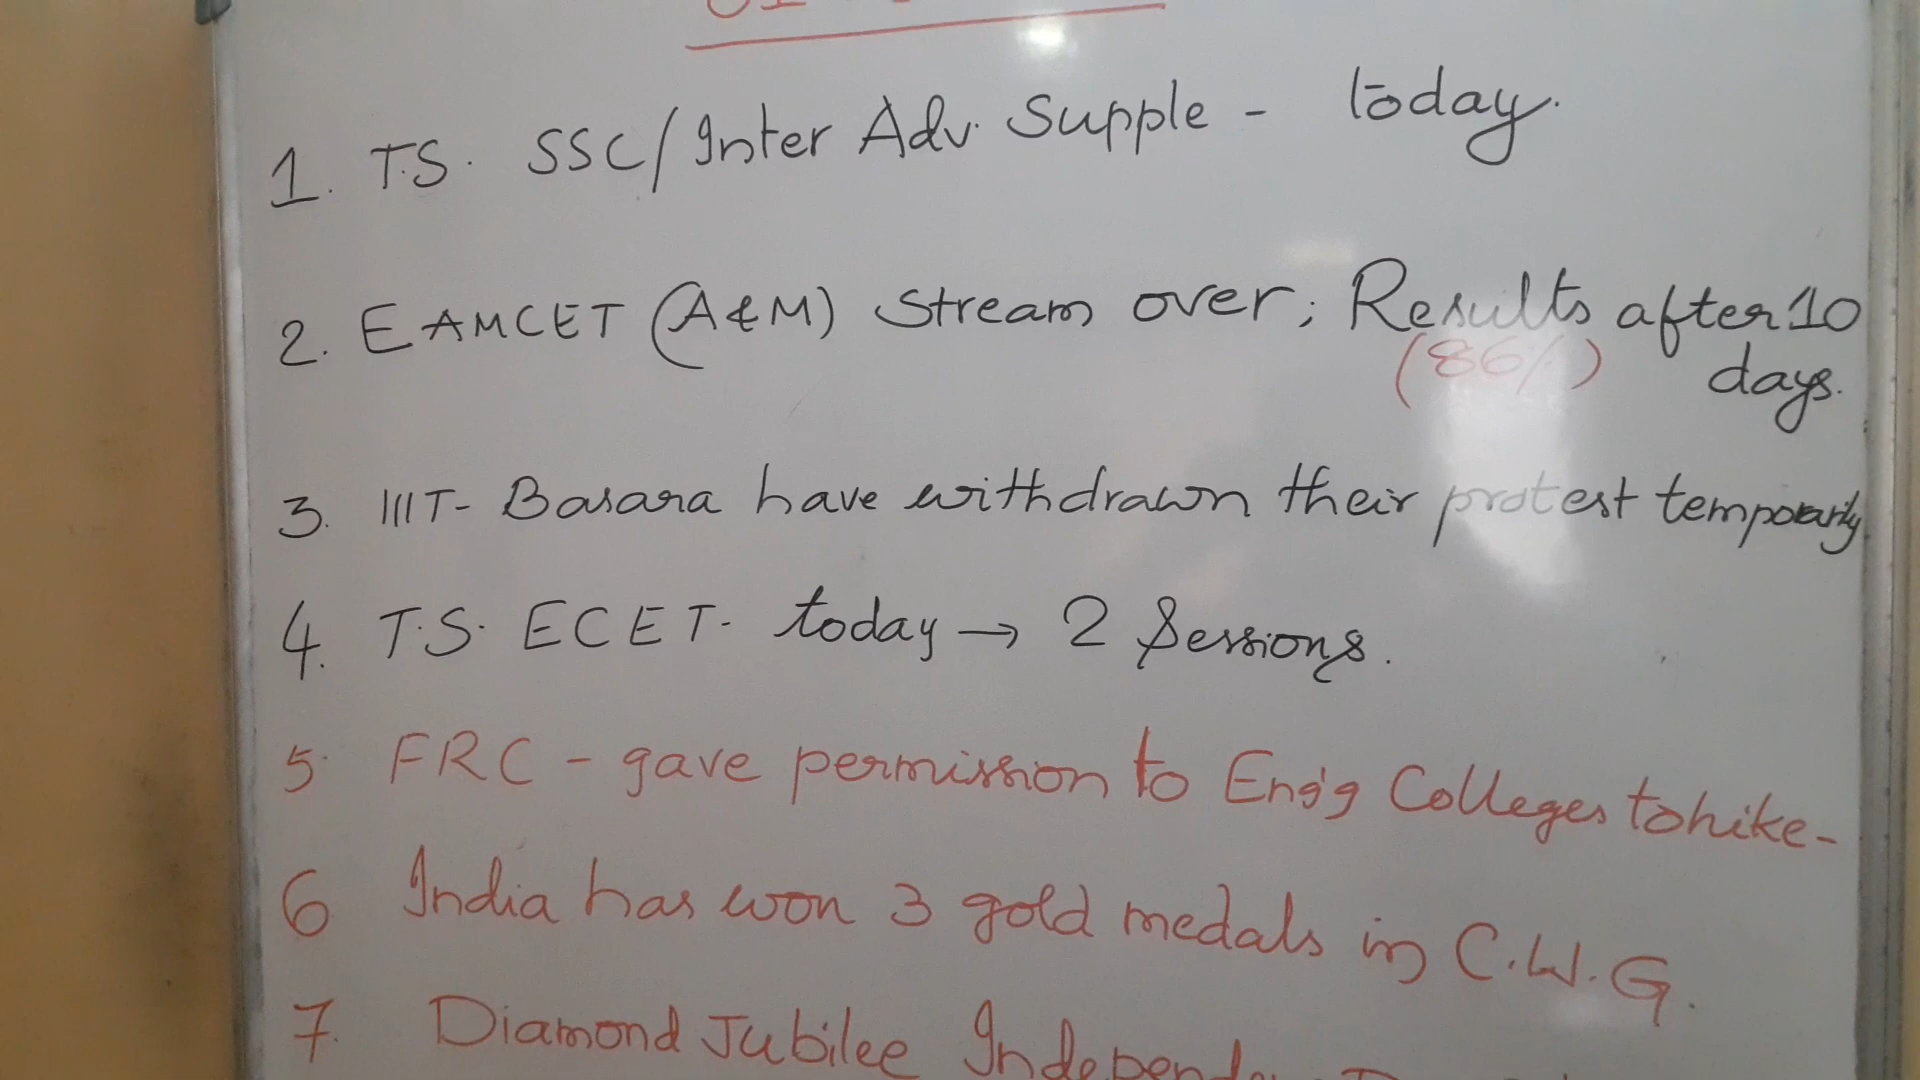 1. T.S. SSC/Inter Adv. Supple - today.
2. EAMCET (A&M) Stream over; Results after 10
(86%) days.
3. IIIT- Basara have withdrawn their protest temporarily
4. T.S. ECET- today → 2 Sessions.
5. FRC - gave permission to Eng'g Colleges to hike-
6 India has won 3 gold medals in C.W.G.
7. Diamond Jubilee